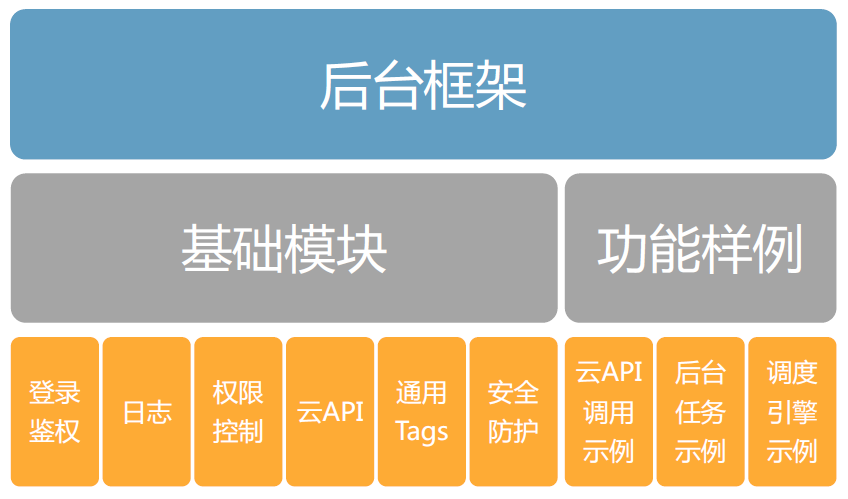 后台框架
基础模块
功能样例
登录
鉴权
日志
权限
控制
云API
通用
Tags
安全
防护
云API
调用
示例
后台
任务
示例
调度
引擎
示例